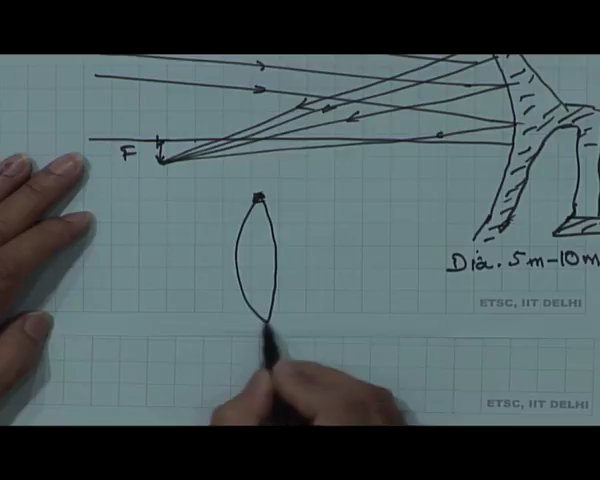 F
Dia. 5m-10m
ETSC, IIT DELHI
ETSC, IIT DELHI